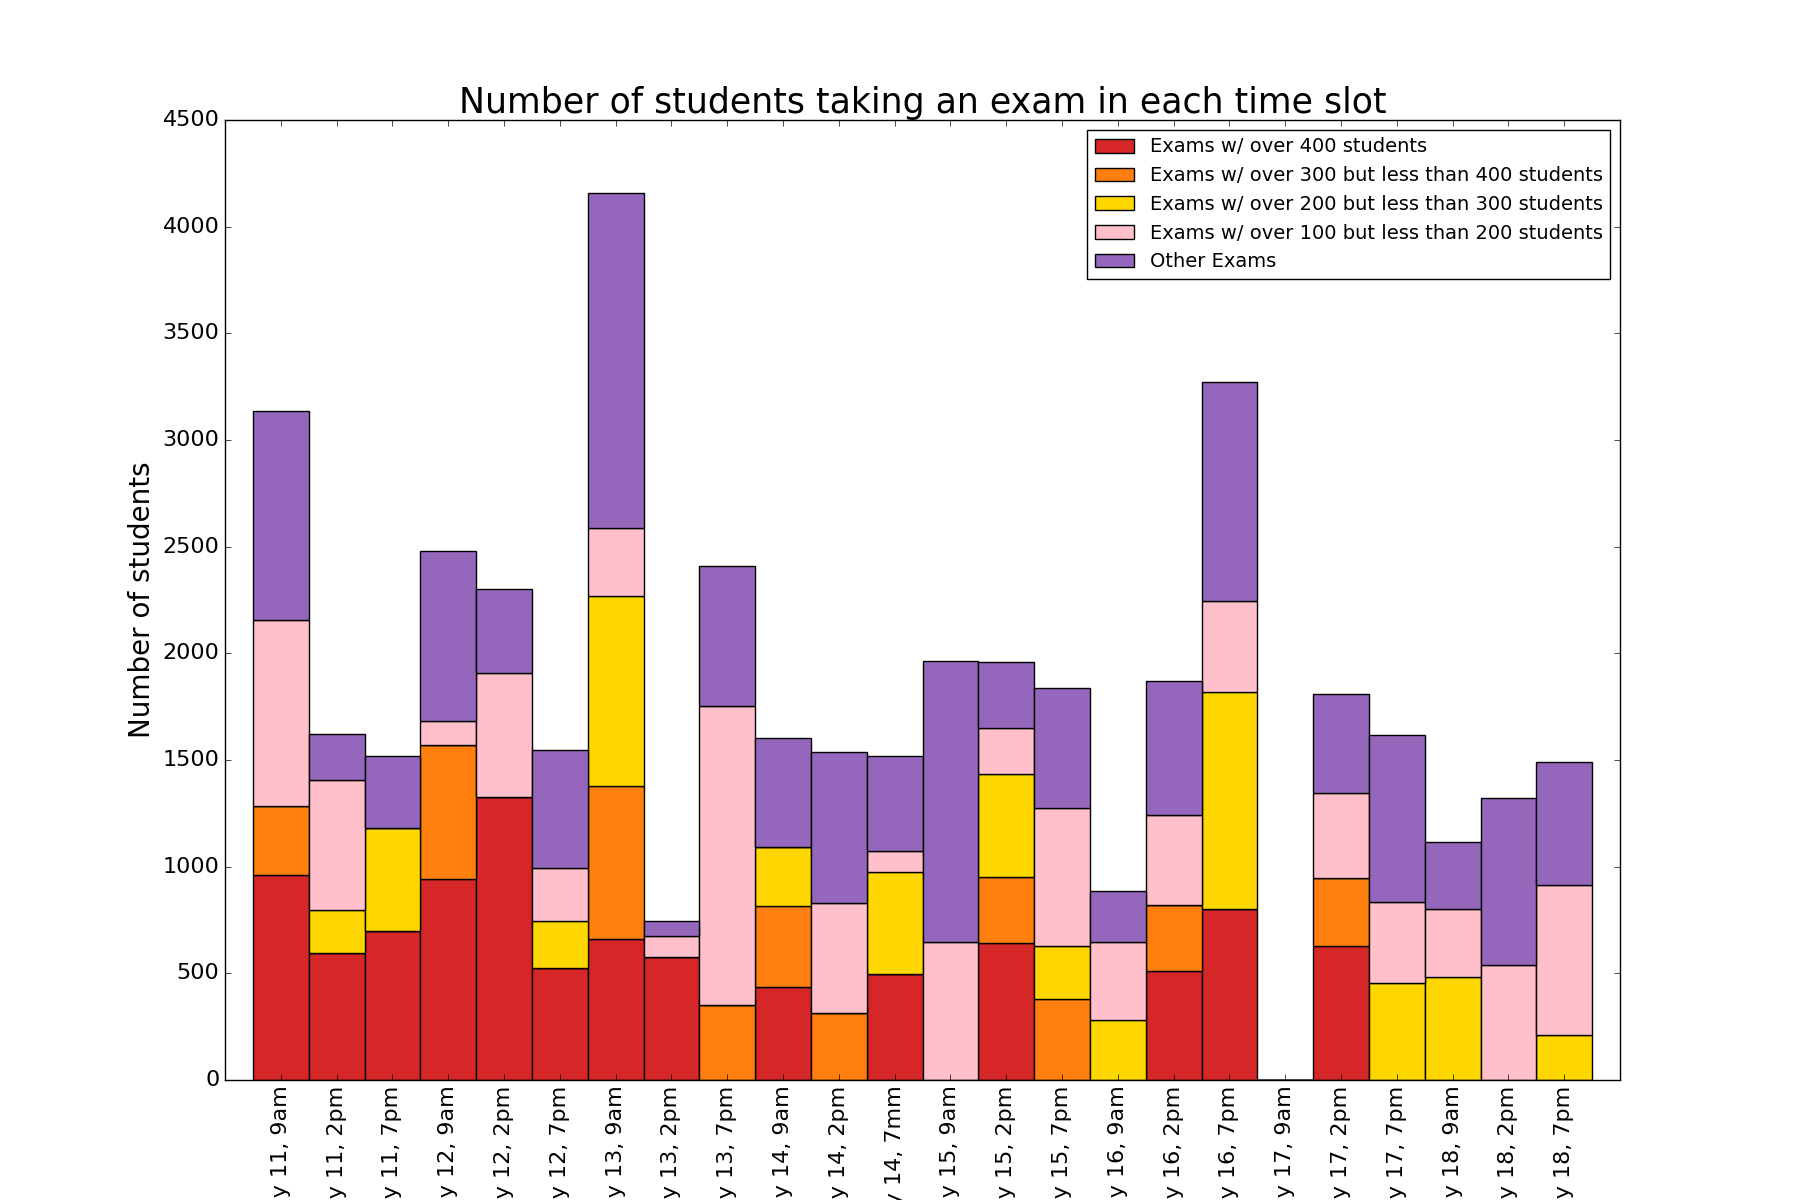 Number of students taking an exam in each time slot
Number of students
4500
4000
3500
3000
2500
2000
1500
1000
500
0
Exams w/ over 400 students
Exams w/ over 300 but less than 400 students
Exams w/ over 200 but less than 300 students
Exams w/ over 100 but less than 200 students
Other Exams
y 11, 9am
y 11, 2pm
y 11, 7pm
y 12, 9am
y 12, 2pm
y 12, 7pm
y 13, 9am
y 13, 2pm
y 13, 7pm
y 14, 9am
y 14, 2pm
y 14, 7mm
y 15, 9am
y 15, 2pm
y 15, 7pm
y 16, 9am
y 16, 2pm
y 16, 7pm
y 17, 9am
y 17, 2pm
y 17, 7pm
y 18, 9am
y 18, 2pm
y 18, 7pm